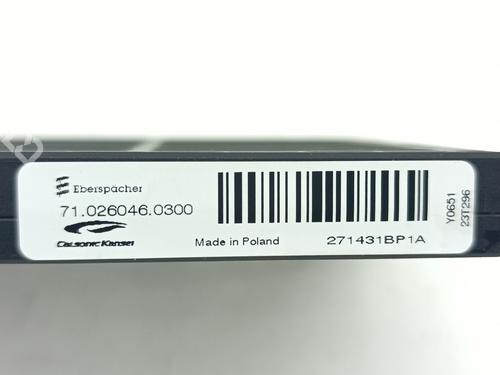 Eberspächer
71.026046.0300
Calsonic Kansei
Made in Poland
271431BP1A
Y0651
23T296